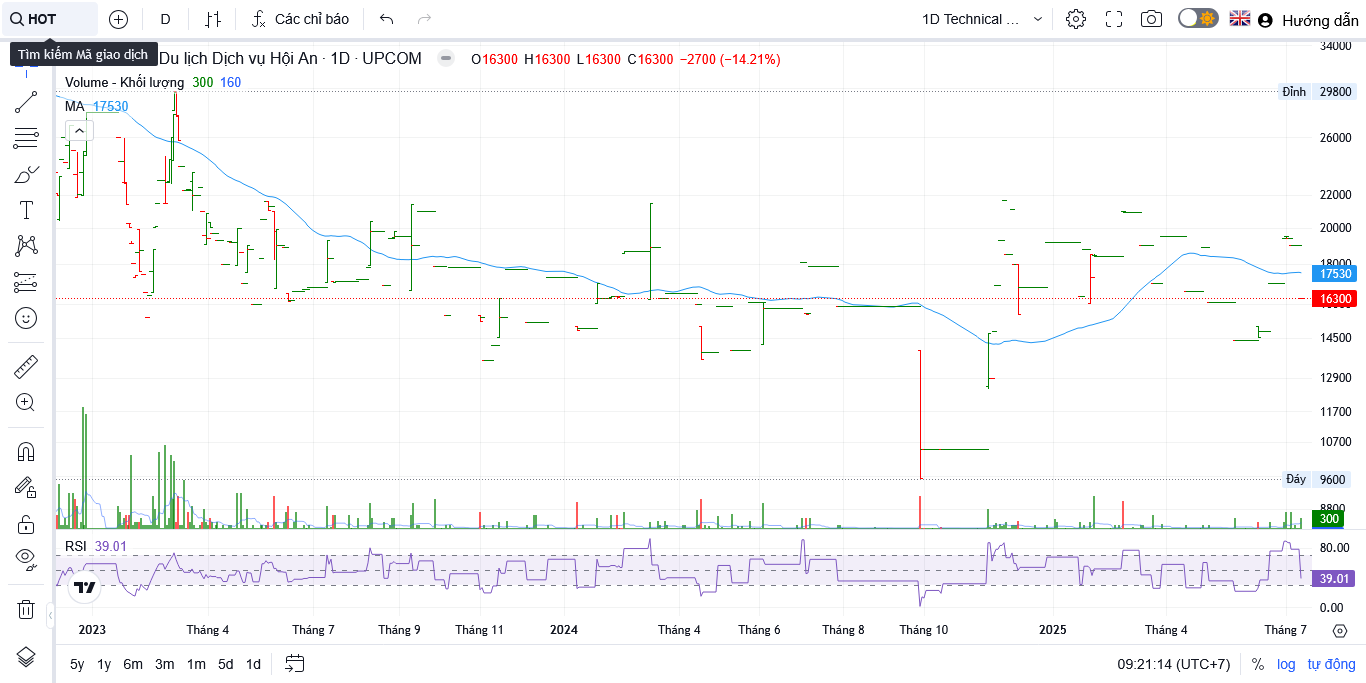 HOT
D
Các chỉ báo
1D Technical ...
Hướng dẫn
Tìm kiếm Mã giao dịch
Du lịch Dịch vụ Hội An · 1D · UPCOM
O16300 H16300 L16300 C16300 −2700 (−14.21%)
Volume - Khối lượng 300 160
MA 17530
34000
Đỉnh 29800
26000
22000
20000
18000
17530
16300
14500
12900
11700
10700
Đáy 9600
8800
300
RSI 39.01
80.00
39.01
0.00
2023 Tháng 4 Tháng 7 Tháng 9 Tháng 11 2024 Tháng 4 Tháng 6 Tháng 8 Tháng 10 2025 Tháng 4 Tháng 7
5y 1y 6m 3m 1m 5d 1d
09:21:14 (UTC+7) % log tự động